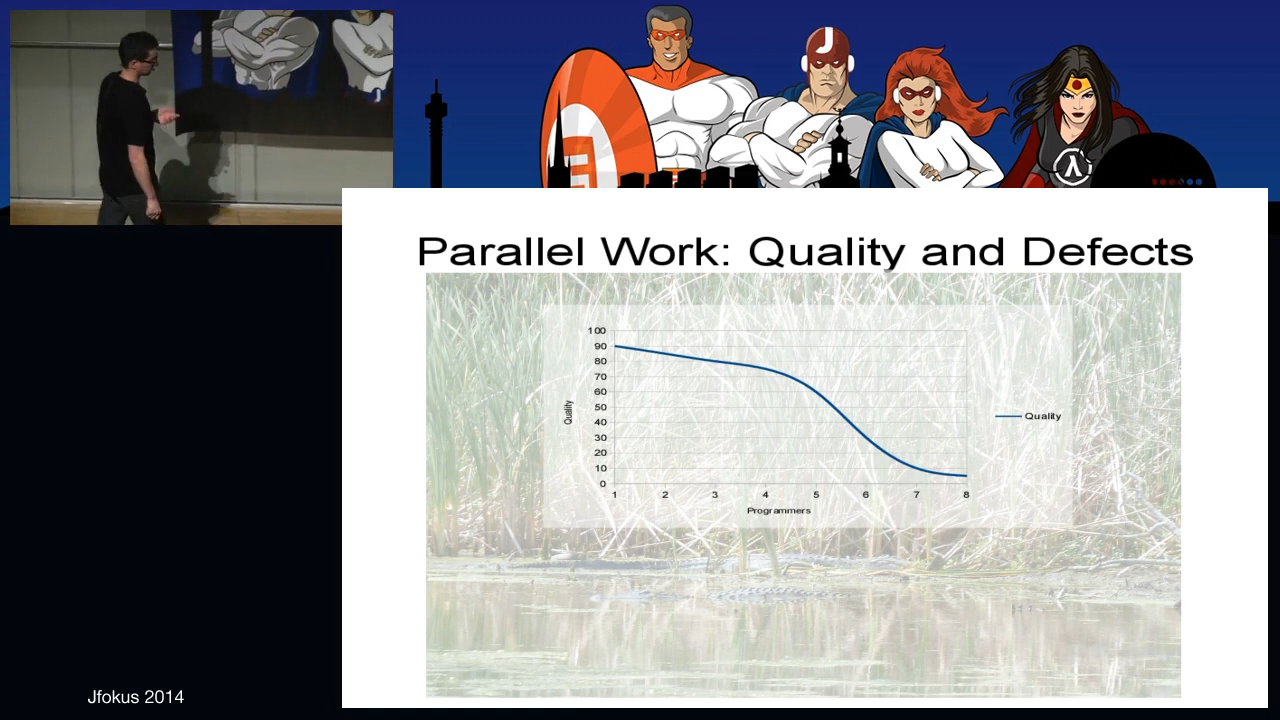 J
λ
Parallel Work: Quality and Defects
100
90
80
70
60
50
40
30
20
10
0
Quality
1 2 3 4 5 6 7 8
Programmers
Quality
Jfokus 2014